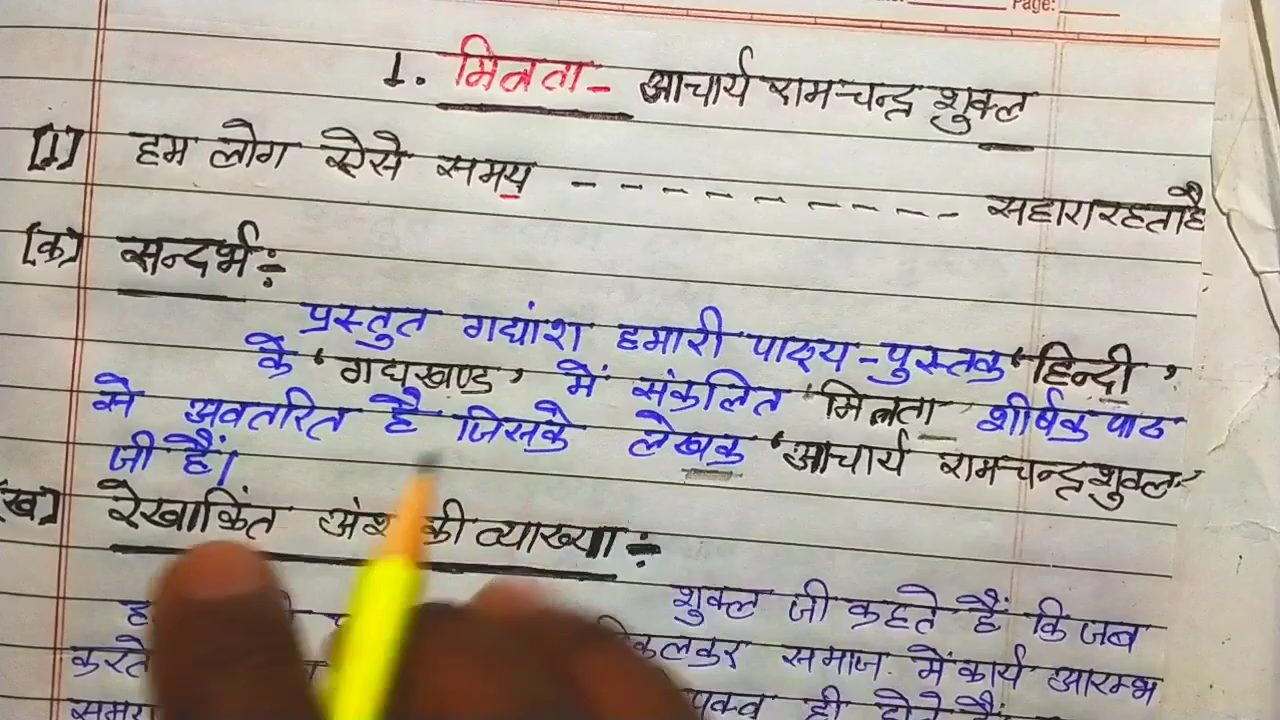 Page:
1. मित्रता - आचार्य रामचन्द्र शुक्ल
[1] हम लोग ऐसे समय - - - - - - - - - - सहारा रहता है
[क] सन्दर्भ :-
प्रस्तुत गद्यांश हमारी पाठ्य-पुस्तक 'हिन्दी'
के 'गद्यखण्ड' में संकलित 'मित्रता शीर्षक पाठ
से अवतरित है जिसके लेखक 'आचार्य रामचन्द्र शुक्ल'
जी हैं।
[ख] रेखाकिंत अंश की व्याख्या :-
शुक्ल जी कहते हैं कि जब
समाज में कार्य आरम्भ
करते
ही होते हैं